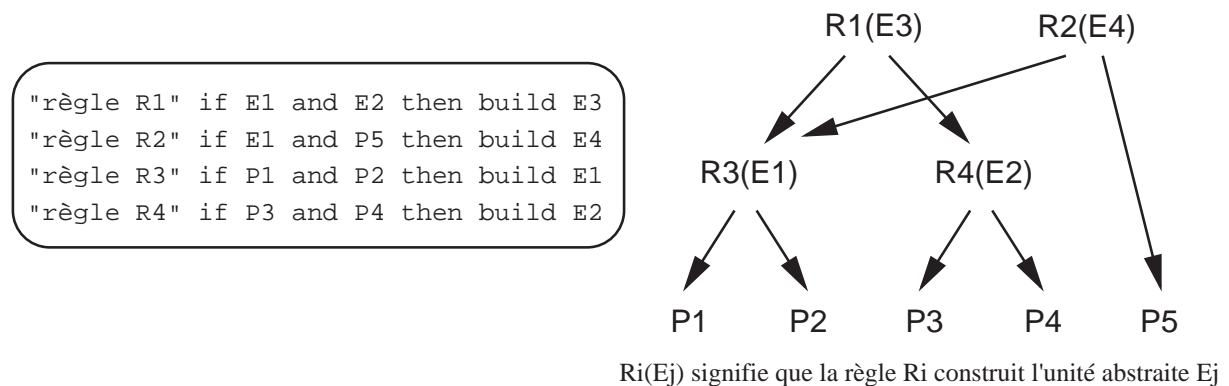 "règle R1" if E1 and E2 then build E3
"règle R2" if E1 and P5 then build E4
"règle R3" if P1 and P2 then build E1
"règle R4" if P3 and P4 then build E2
R1(E3) R2(E4)
R3(E1) R4(E2)
P1 P2 P3 P4 P5
Ri(Ej) signifie que la règle Ri construit l'unité abstraite Ej